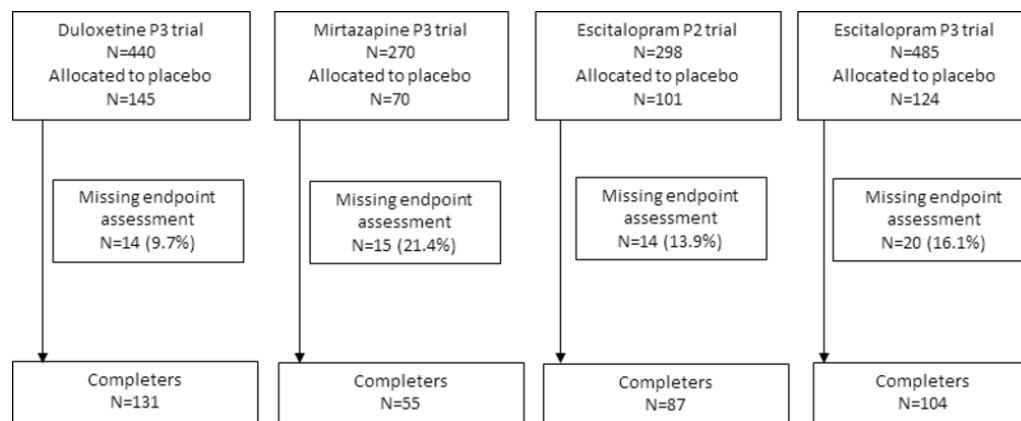 Duloxetine P3 trial
N=440
Allocated to placebo
N=145
Mirtazapine P3 trial
N=270
Allocated to placebo
N=70
Escitalopram P2 trial
N=298
Allocated to placebo
N=101
Escitalopram P3 trial
N=485
Allocated to placebo
N=124
Missing endpoint
assessment
N=14 (9.7%)
Missing endpoint
assessment
N=15 (21.4%)
Missing endpoint
assessment
N=14 (13.9%)
Missing endpoint
assessment
N=20 (16.1%)
Completers
N=131
Completers
N=55
Completers
N=87
Completers
N=104